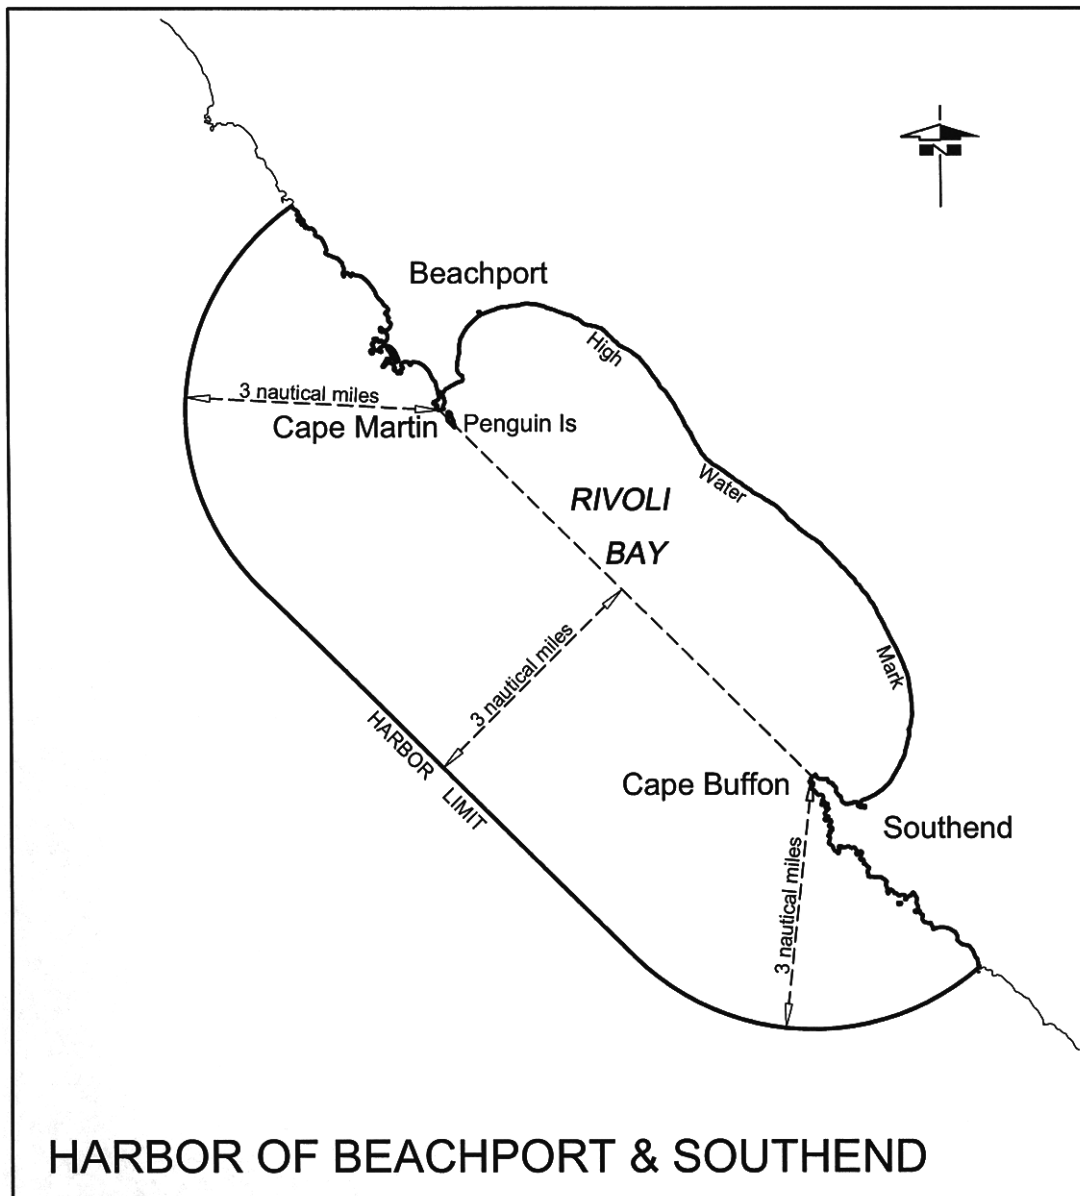 N
Beachport
High
3 nautical miles
Cape Martin
Penguin Is
Water
RIVOLI
BAY
3 nautical miles
Mark
HARBOR
LIMIT
Cape Buffon
Southend
3 nautical miles
HARBOR OF BEACHPORT & SOUTHEND